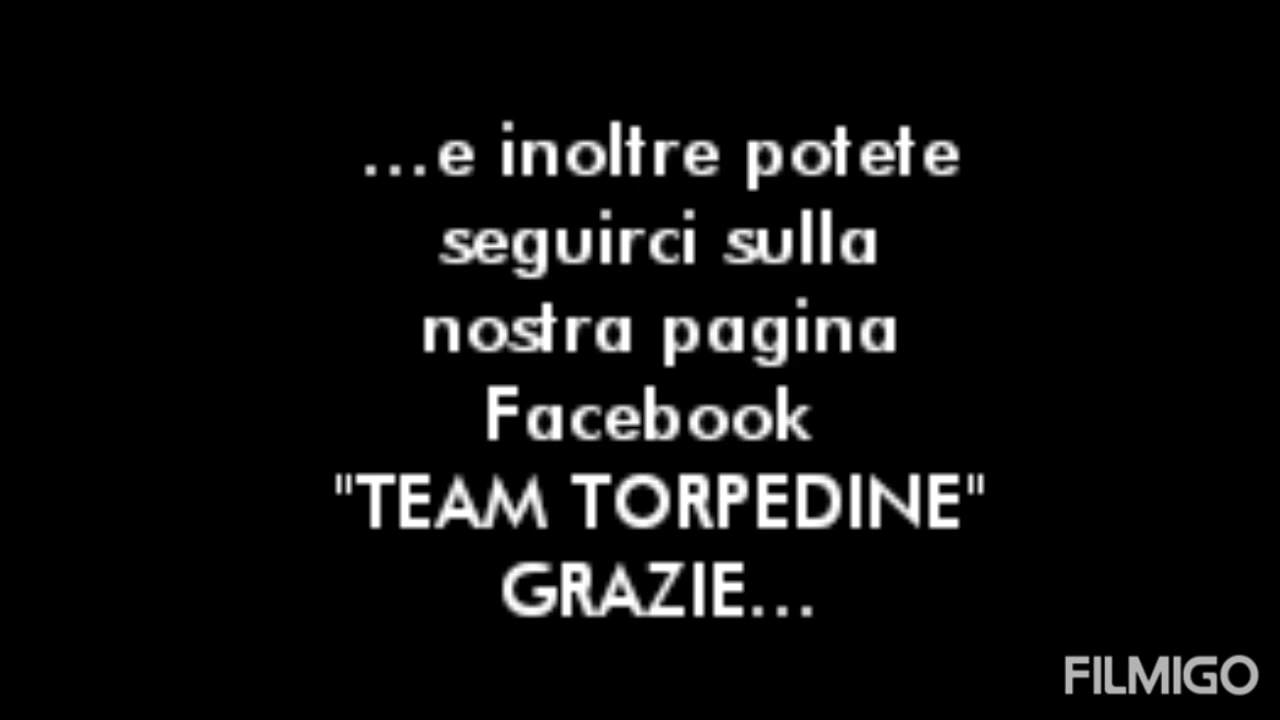 ...e inoltre potete
seguirci sulla
nostra pagina
Facebook
"TEAM TORPEDINE"
GRAZIE...
FILMIGO